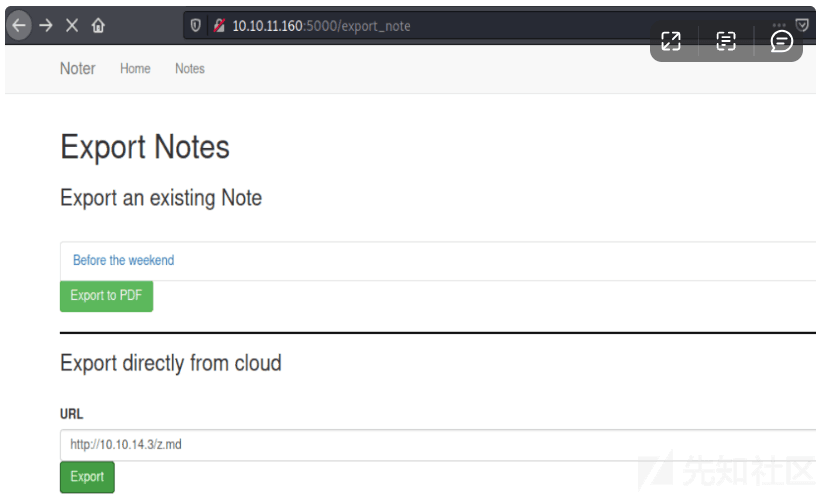 10.10.11.160:5000/export_note
Noter Home Notes
Export Notes
Export an existing Note
Before the weekend
Export to PDF
Export directly from cloud
URL
http://10.10.14.3/z.md
Export
先知社区